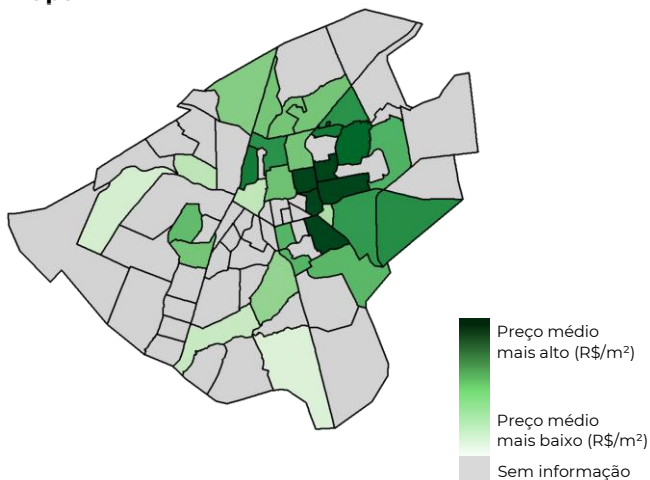 Preço médio
mais alto (R$/m²)
Preço médio
mais baixo (R$/m²)
Sem informação